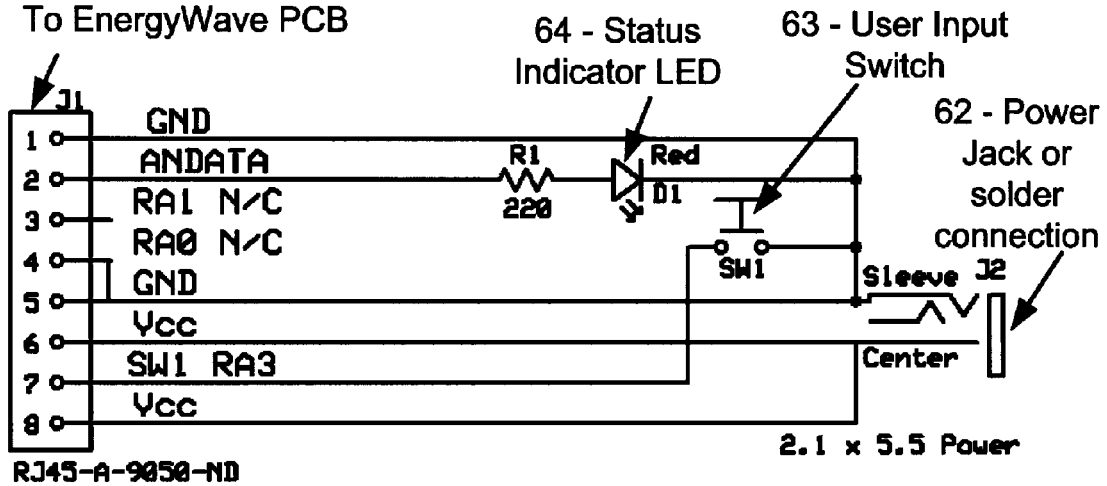 To EnergyWave PCB
64 - Status
Indicator LED
63 - User Input
Switch
62 - Power
Jack or
solder
connection
J1
1
GND
2
ANDATA
R1
220
Red
D1
3
RA1 N/C
4
RA0 N/C
SW1
5
GND
Sleeve
J2
6
Vcc
Center
7
SW1 RA3
8
Vcc
2.1 x 5.5 Power
RJ45-A-9050-ND